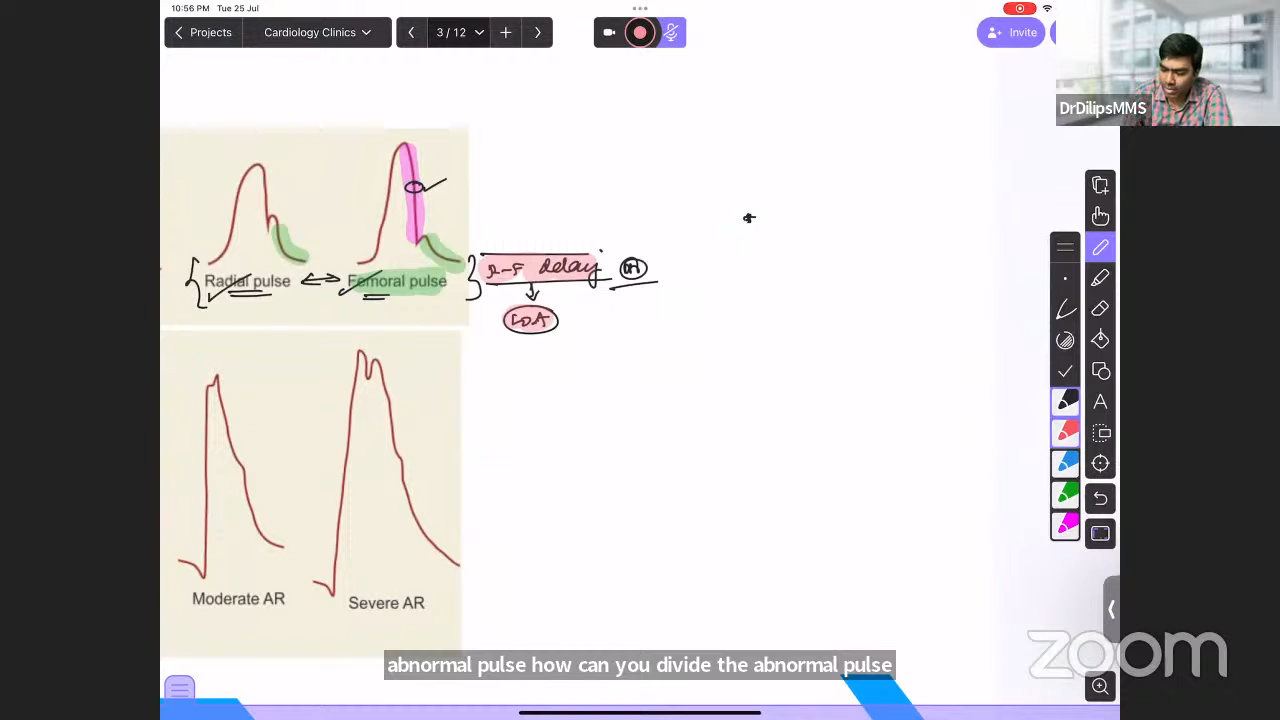 10:56 PM Tue 25 Jul
Projects
Cardiology Clinics
3 / 12
Invite
DrDilipsMMS
Radial pulse
Femoral pulse
R-F delay
COA
Moderate AR
Severe AR
A
zoom
abnormal pulse how can you divide the abnormal pulse